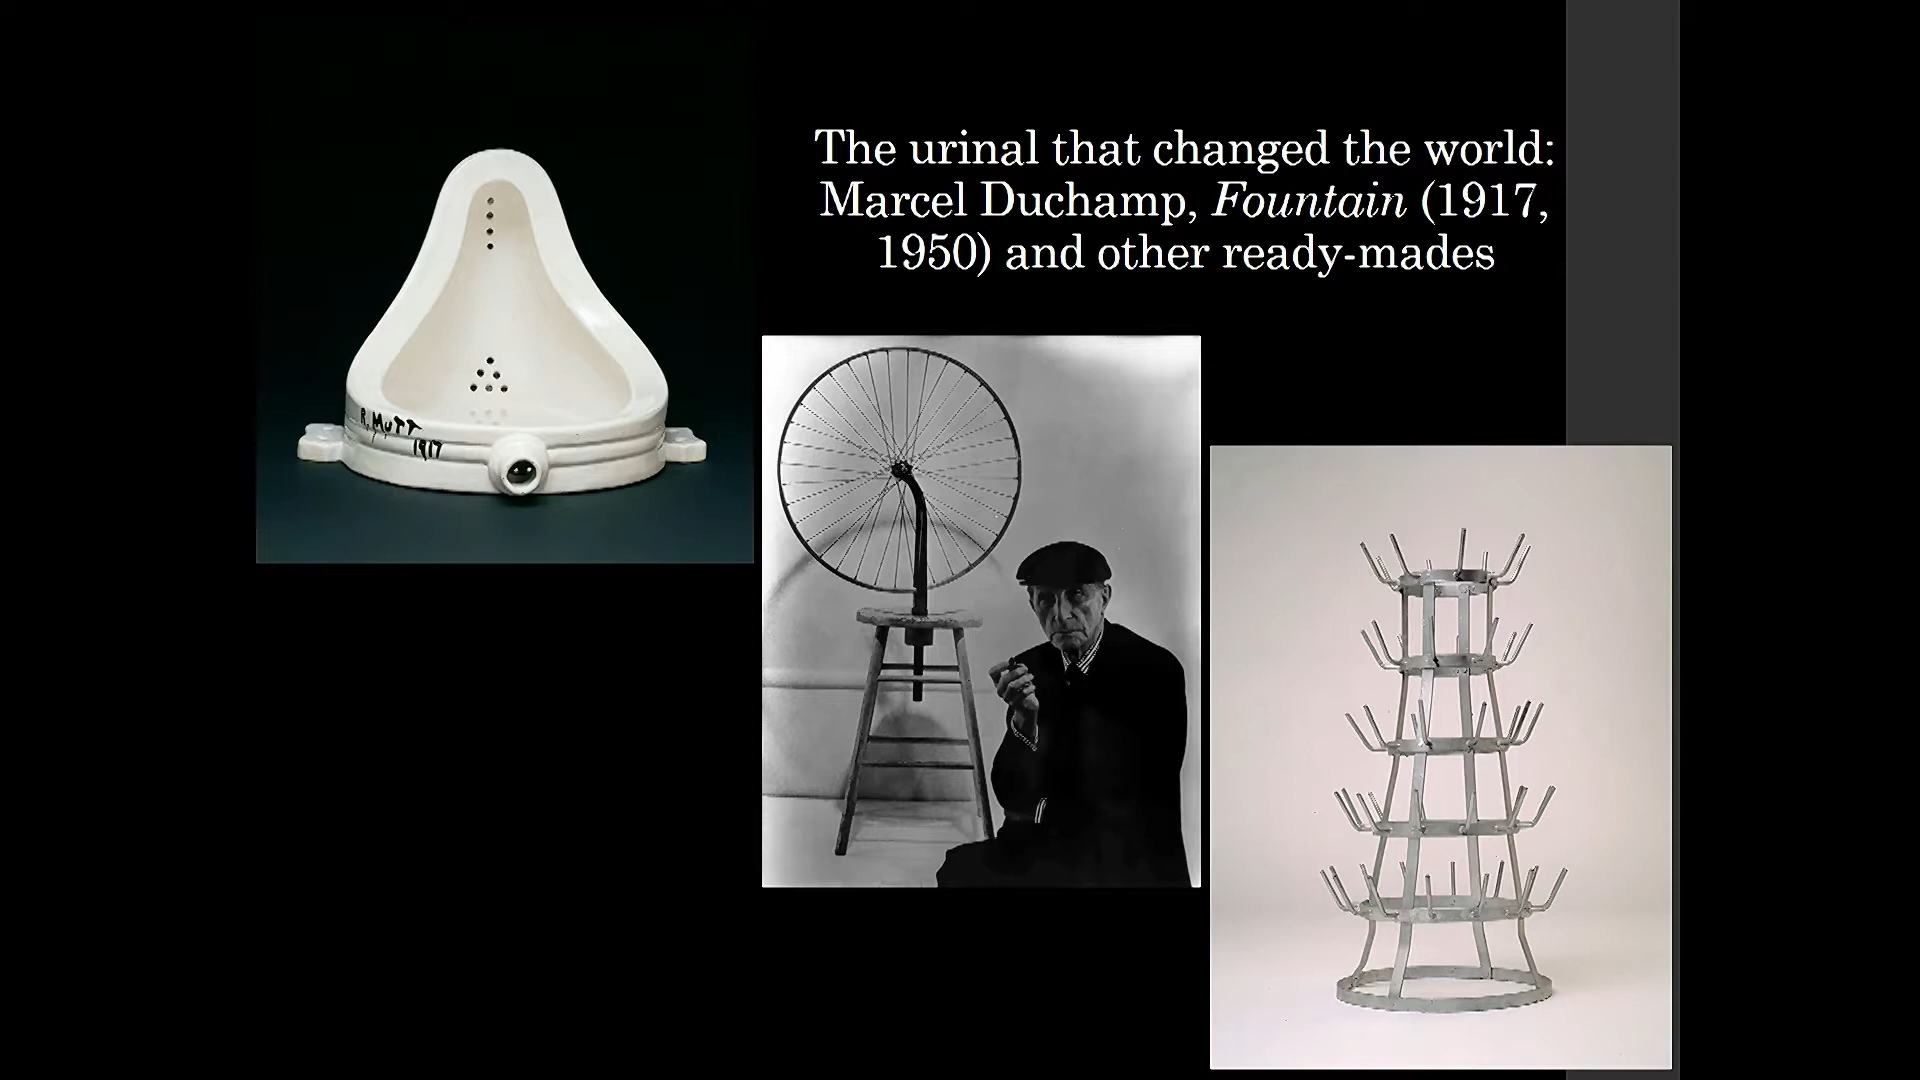 The urinal that changed the world:
Marcel Duchamp, Fountain (1917,
1950) and other ready-mades
R. MUTT
1917